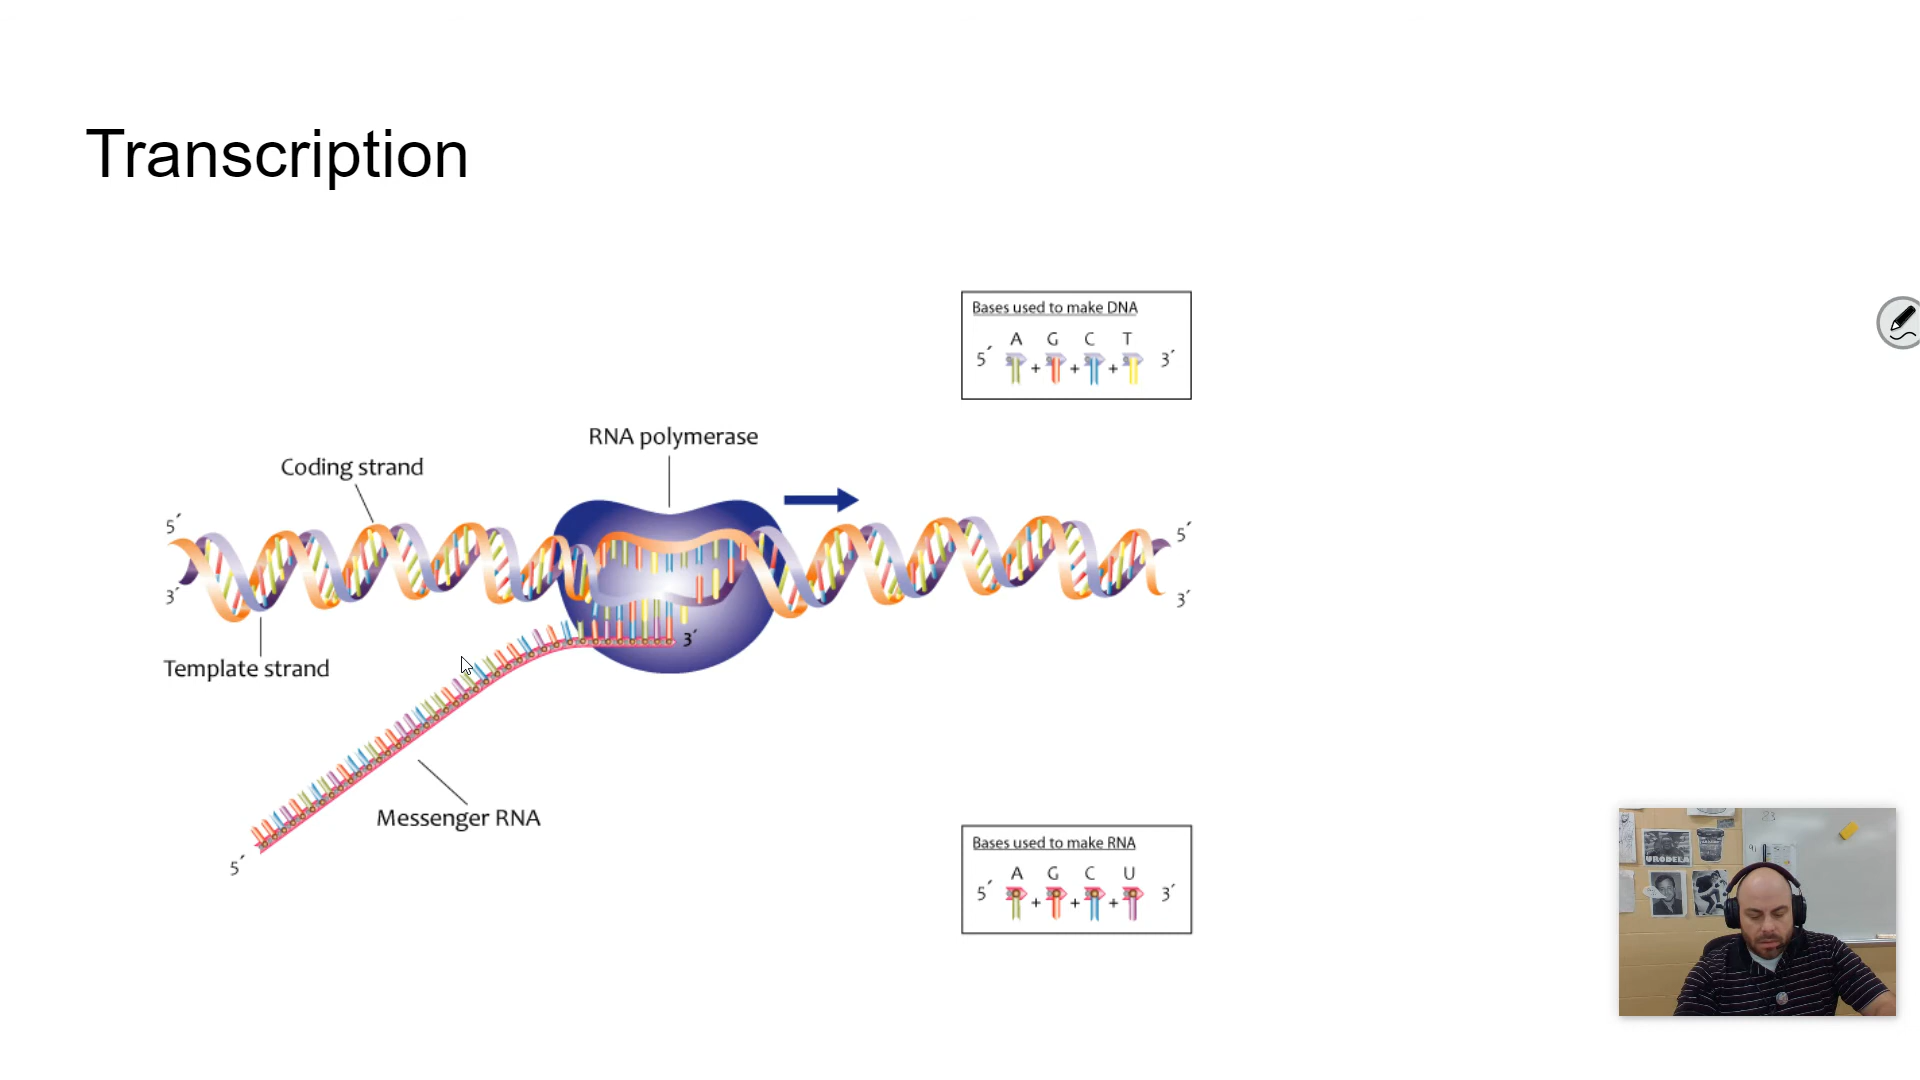 Transcription
Bases used to make DNA
A G C T
5´ + + + 3´
RNA polymerase
Coding strand
5´
5´
3´
3´
3´
Template strand
Messenger RNA
5´
Bases used to make RNA
A G C U
5´ + + + 3´
URODELA